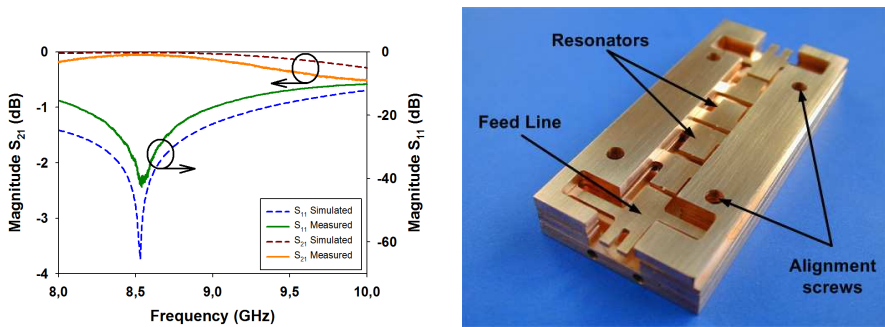 0
-1
-2
-3
-4
Magnitude S21 (dB)
0
-20
-40
-60
Magnitude S11 (dB)
S11 Simulated
S11 Measured
S21 Simulated
S21 Measured
8,0
8,5
9,0
9,5
10,0
Frequency (GHz)
Resonators
Feed Line
Alignment
screws